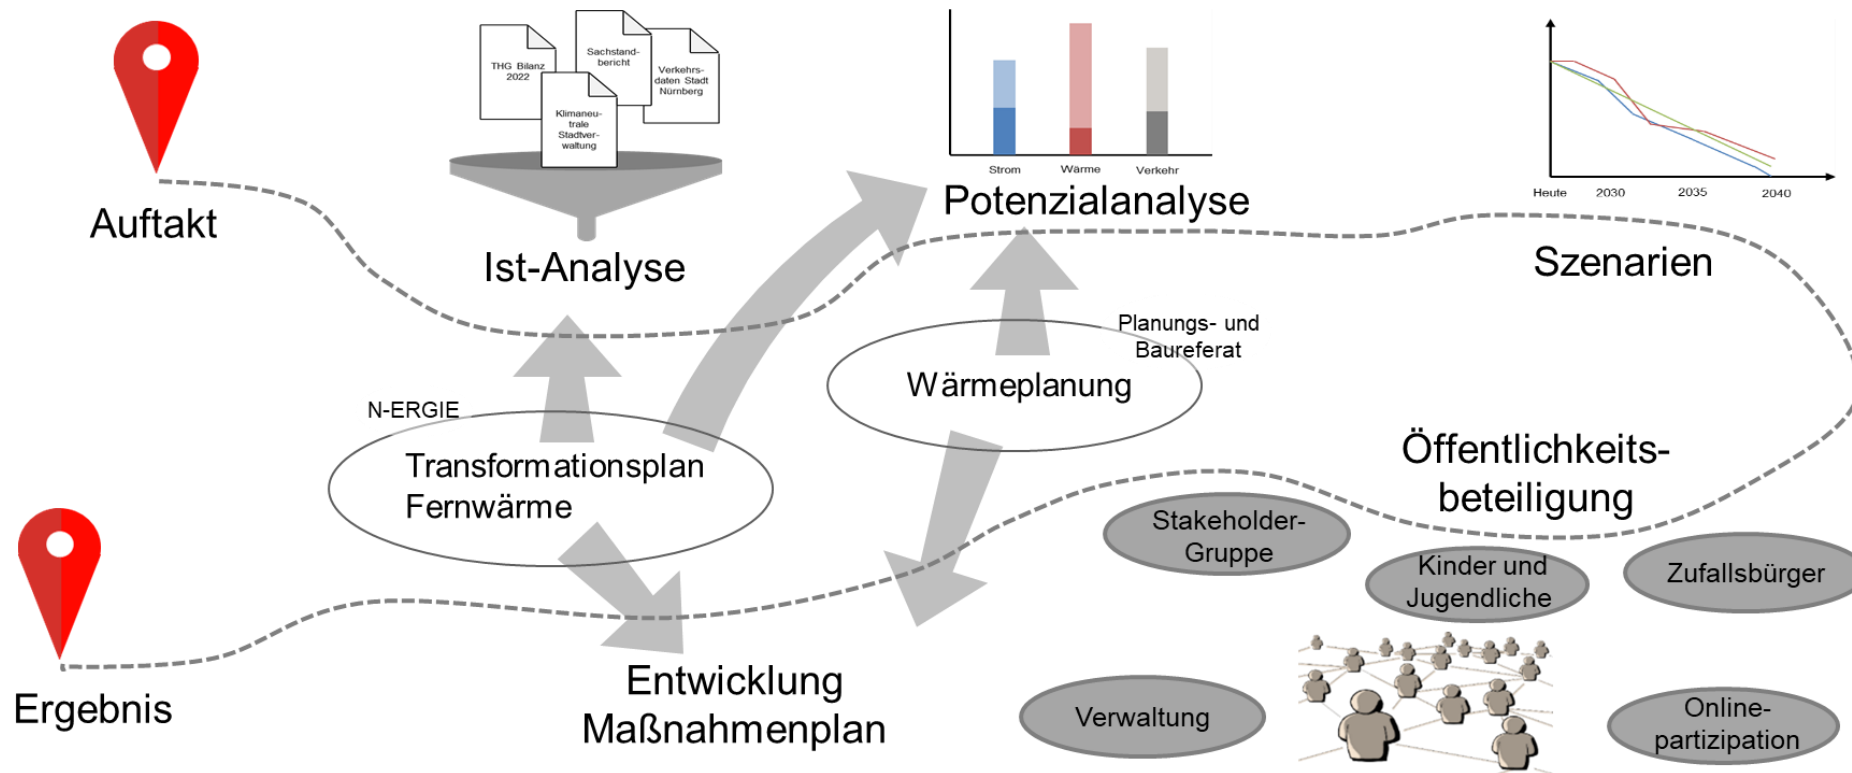 THG Bilanz
2022
Sachstand-
bericht
Verkehrs-
daten Stadt
Nürnberg
Klimaneu-
trale
Stadtver-
waltung
Strom
Wärme
Verkehr
Heute
2030
2035
2040
Auftakt
Ist-Analyse
Potenzialanalyse
Szenarien
Planungs- und
Baureferat
Wärmeplanung
N-ERGIE
Transformationsplan
Fernwärme
Öffentlichkeits-
beteiligung
Stakeholder-
Gruppe
Kinder und
Jugendliche
Zufallsbürger
Verwaltung
Online-
partizipation
Entwicklung
Maßnahmenplan
Ergebnis